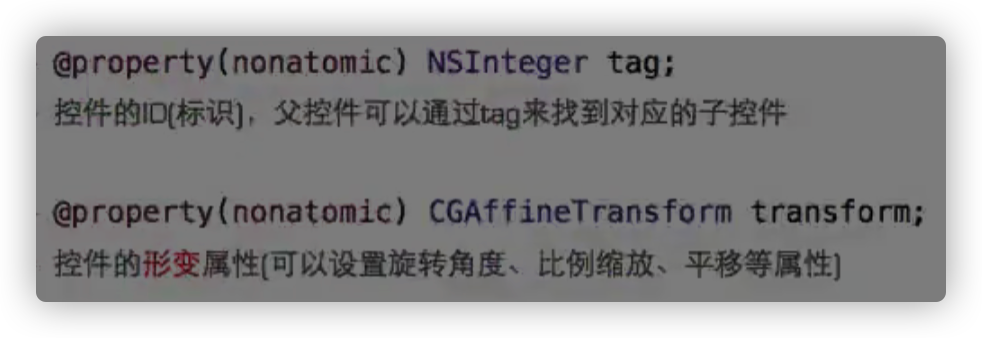 @property(nonatomic) NSInteger tag;
控件的ID(标识)，父控件可以通过tag来找到对应的子控件
@property(nonatomic) CGAffineTransform transform;
控件的形变属性(可以设置旋转角度、比例缩放、平移等属性)